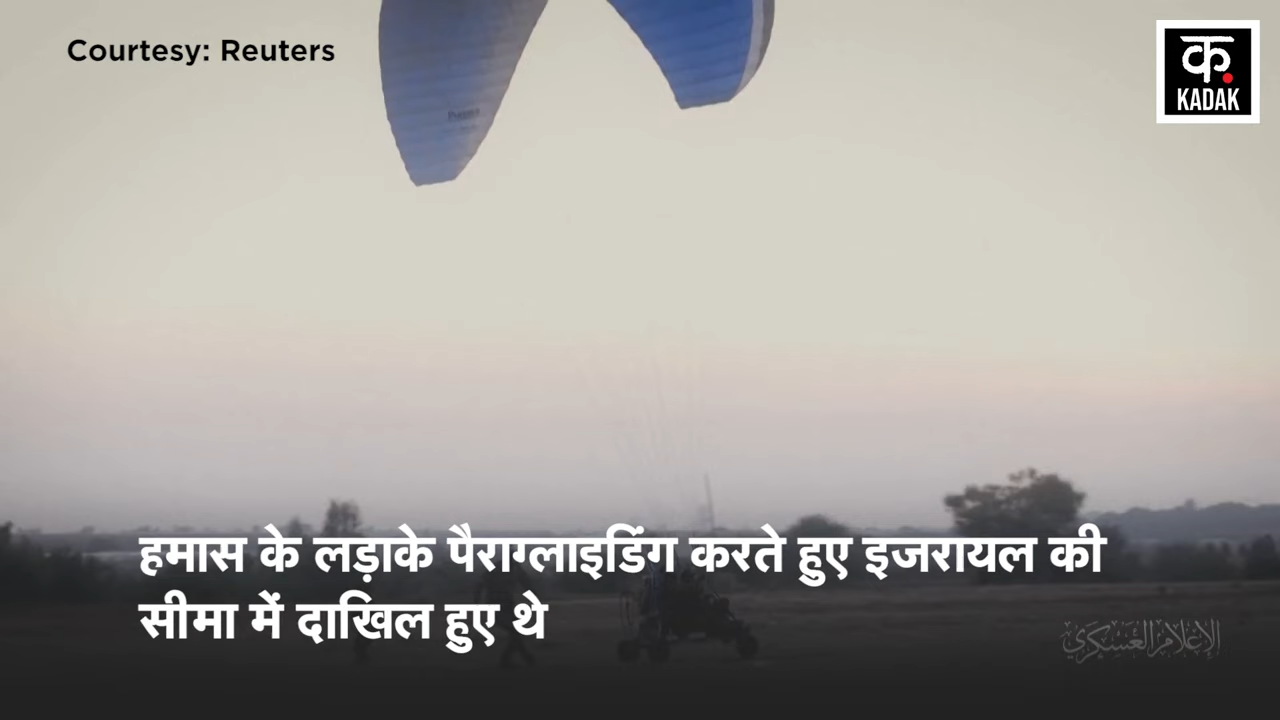 Courtesy: Reuters
क.
KADAK
हमास के लड़ाके पैराग्लाइडिंग करते हुए इजरायल की
सीमा में दाखिल हुए थे
الإعلام العسكري